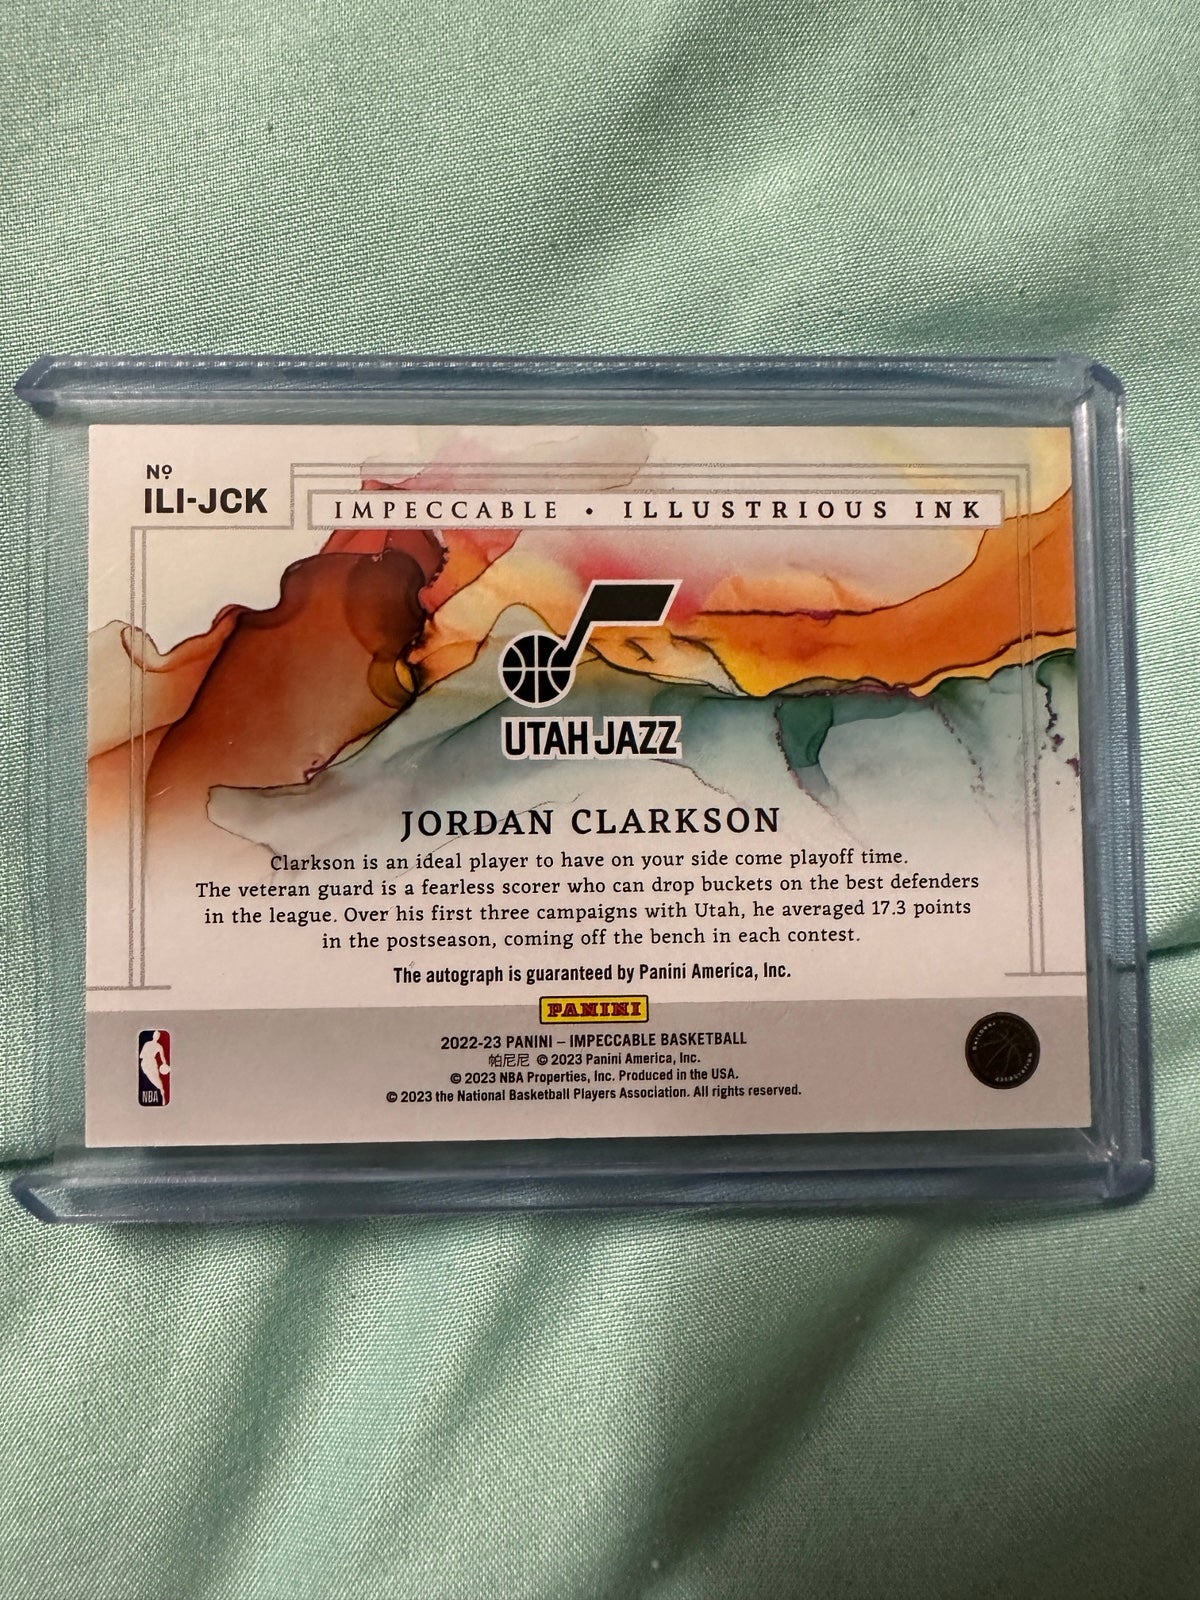 Nº
ILI-JCK
IMPECCABLE • ILLUSTRIOUS INK
UTAH JAZZ
JORDAN CLARKSON
Clarkson is an ideal player to have on your side come playoff time.
The veteran guard is a fearless scorer who can drop buckets on the best defenders
in the league. Over his first three campaigns with Utah, he averaged 17.3 points
in the postseason, coming off the bench in each contest.
The autograph is guaranteed by Panini America, Inc.
PANINI
2022-23 PANINI – IMPECCABLE BASKETBALL
帕尼尼 © 2023 Panini America, Inc.
© 2023 NBA Properties, Inc. Produced in the USA.
© 2023 the National Basketball Players Association. All rights reserved.
NBA